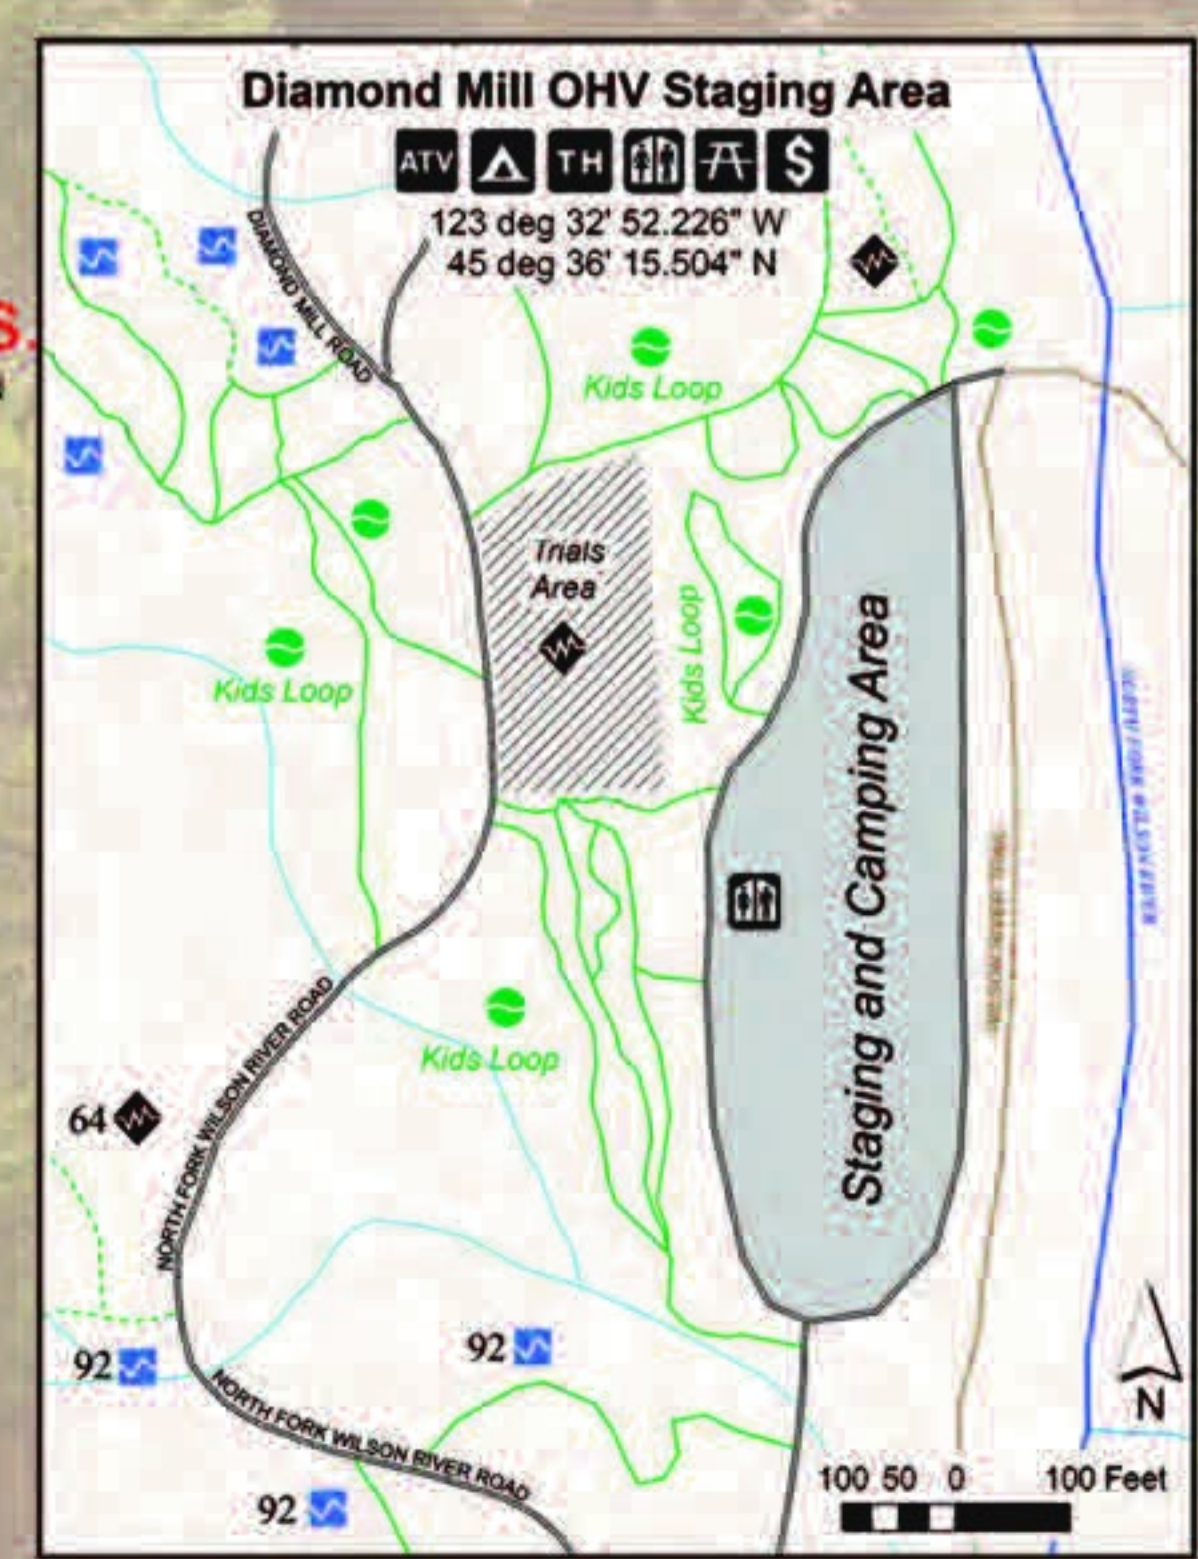 Diamond Mill OHV Staging Area
ATV
TH
$
123 deg 32' 52.226" W
45 deg 36' 15.504" N
DIAMOND MILL ROAD
S.
Kids Loop
Trials
Area
Kids Loop
Kids Loop
Staging and Camping Area
Kids Loop
NORTH FORK WILSON RIVER ROAD
64
92
92
NORTH FORK WILSON RIVER ROAD
92
N
100 50 0 100 Feet